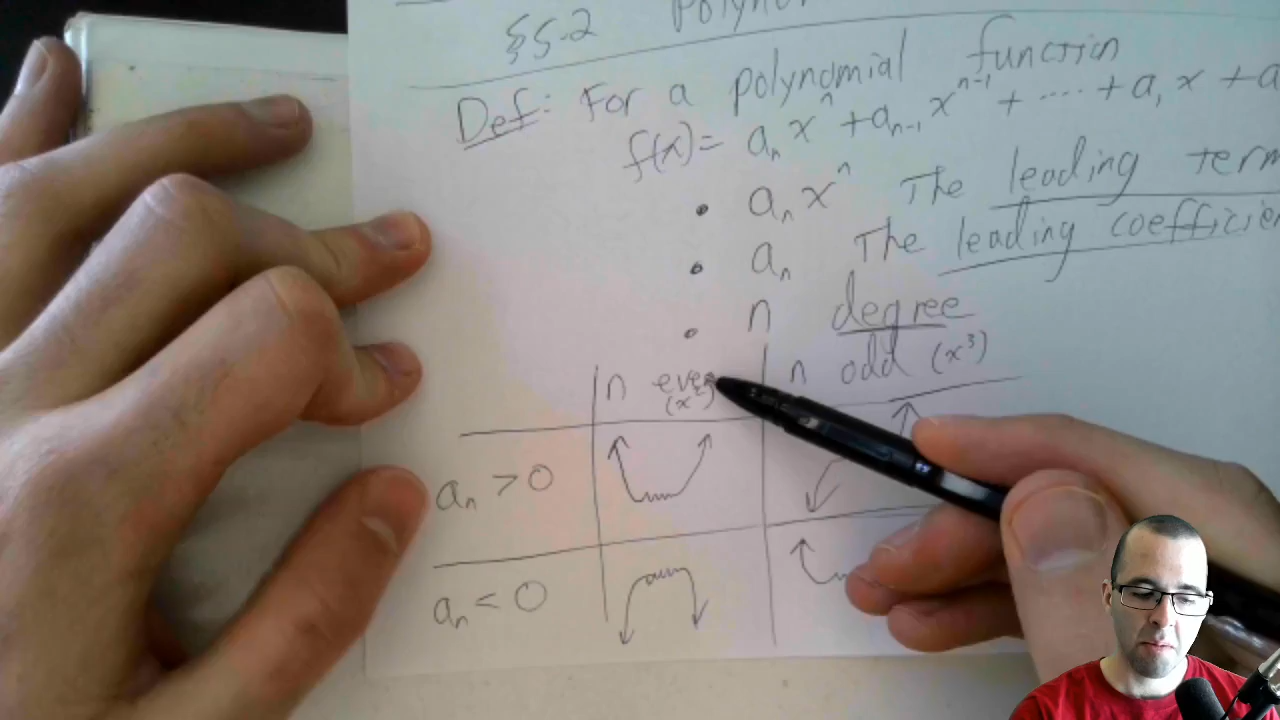 §5.2
Def: For a polynomial function
f(x)= aₙxⁿ +aₙ₋₁xⁿ⁻¹ + ···· + a₁x + a
• aₙxⁿ The leading term
• aₙ The leading coefficien
• n degree
n even (x²) n odd (x³)
aₙ > 0
aₙ < 0